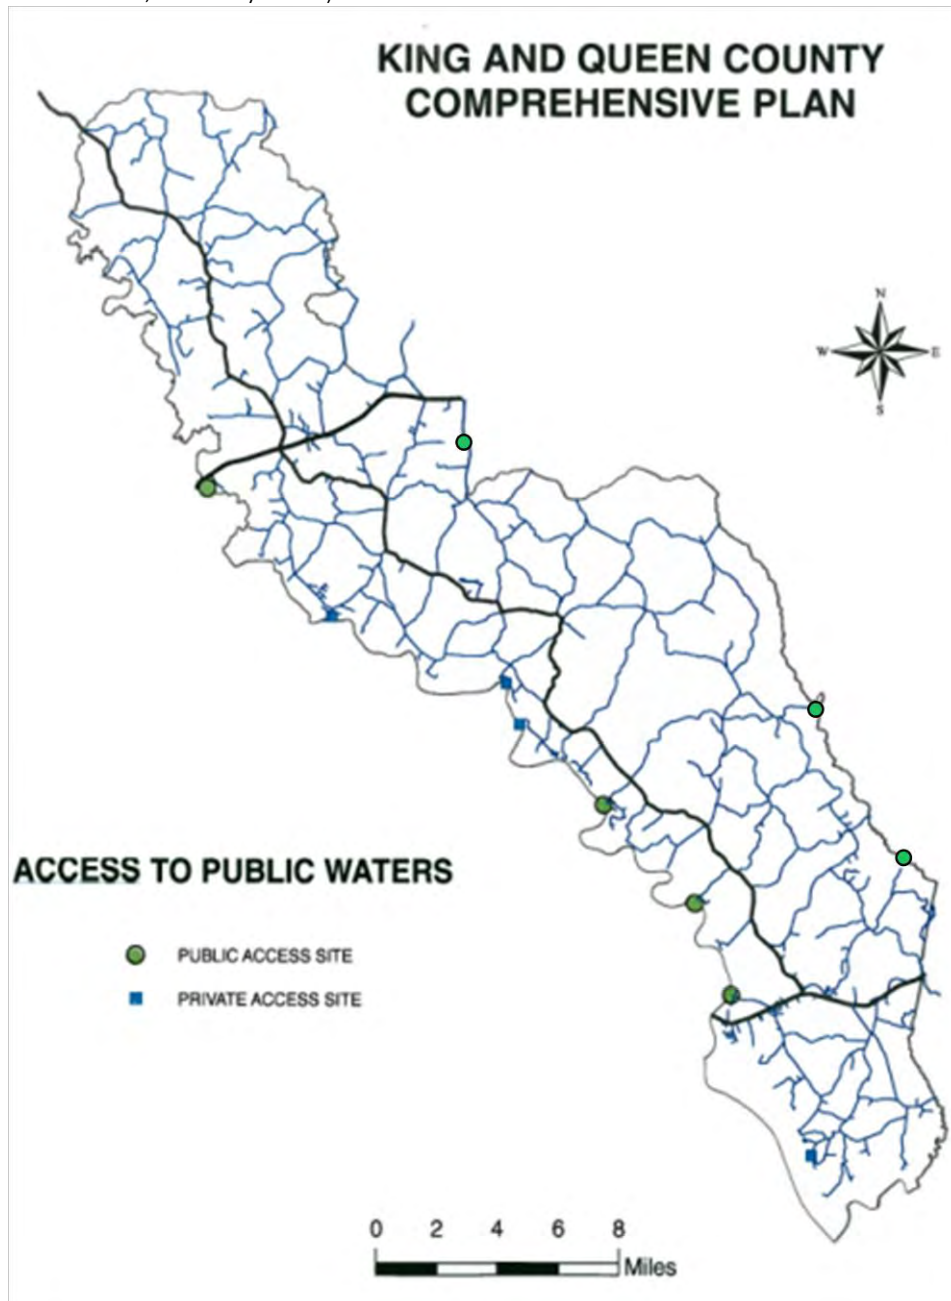 KING AND QUEEN COUNTY
COMPREHENSIVE PLAN
N
W
E
S
ACCESS TO PUBLIC WATERS
PUBLIC ACCESS SITE
PRIVATE ACCESS SITE
0 2 4 6 8
Miles